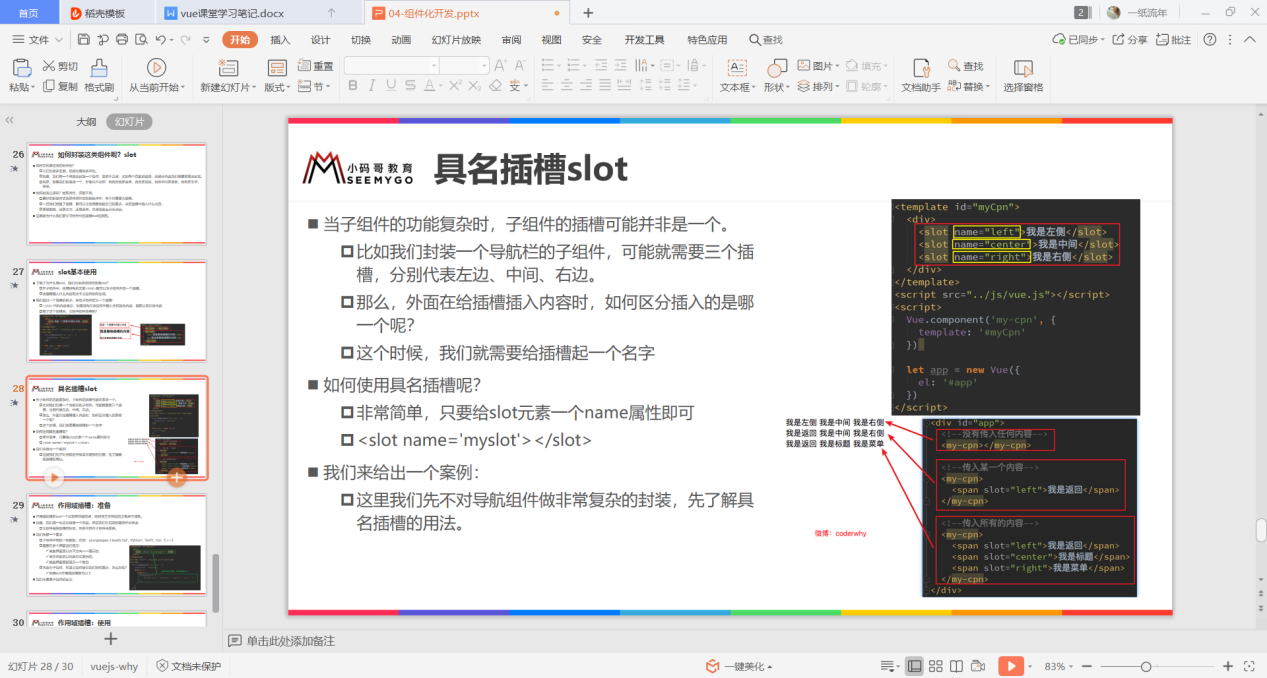 首页
稻壳模板
vue课堂学习笔记.docx
04-组件化开发.pptx
2
一纸流年
文件
开始
插入
设计
切换
动画
幻灯片放映
审阅
视图
安全
开发工具
特色应用
查找
已同步
分享
批注
粘贴
剪切
复制
格式刷
从当前开始
新建幻灯片
版式
重置
节
文本框
形状
图片
排列
填充
轮廓
文档助手
查找
替换
选择窗格
大纲
幻灯片
26
如何封装这类组件呢？slot
27
slot基本使用
28
具名插槽slot
29
作用域插槽：准备
30
作用域插槽：使用
小码哥教育
SEEMYGO
具名插槽slot
当子组件的功能复杂时，子组件的插槽可能并非是一个。
比如我们封装一个导航栏的子组件，可能就需要三个插
槽，分别代表左边、中间、右边。
那么，外面在给插槽插入内容时，如何区分插入的是哪
一个呢？
这个时候，我们就需要给插槽起一个名字
如何使用具名插槽呢？
非常简单，只要给slot元素一个name属性即可
<slot name='myslot'></slot>
我们来给出一个案例：
这里我们先不对导航组件做非常复杂的封装，先了解具
名插槽的用法。
<template id="myCpn">
<div>
<slot name="left">我是左侧</slot>
<slot name="center">我是中间</slot>
<slot name="right">我是右侧</slot>
</div>
</template>
<script src="../js/vue.js"></script>
<script>
Vue.component('my-cpn', {
template: '#myCpn'
})
let app = new Vue({
el: '#app'
})
</script>
我是左侧 我是中间 我是右侧
我是返回 我是中间 我是右侧
我是返回 我是标题 我是菜单
<div id="app">
<!--没有传入任何内容-->
<my-cpn></my-cpn>
<!--传入某一个内容-->
<my-cpn>
<span slot="left">我是返回</span>
</my-cpn>
<!--传入所有的内容-->
<my-cpn>
<span slot="left">我是返回</span>
<span slot="center">我是标题</span>
<span slot="right">我是菜单</span>
</my-cpn>
</div>
微博：coderwhy
单击此处添加备注
幻灯片 28 / 30
vuejs-why
文档未保护
一键美化
83%